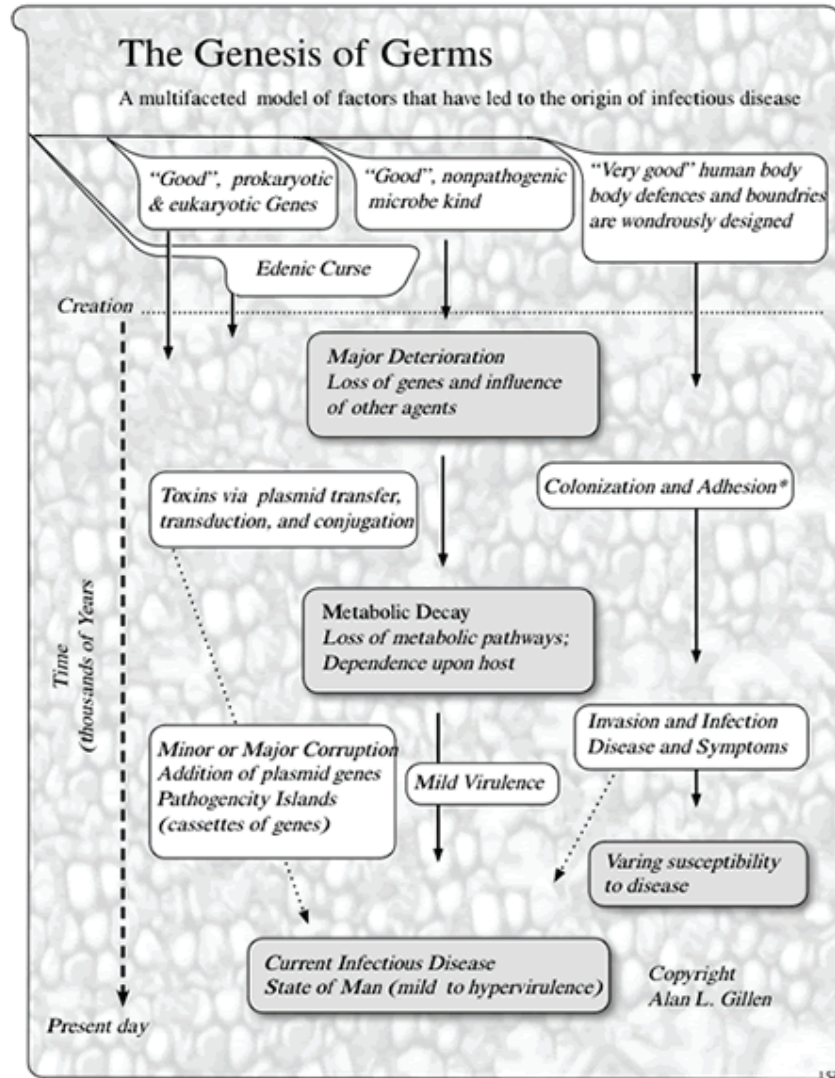 The Genesis of Germs
A multifaceted model of factors that have led to the origin of infectious disease
“Good”, prokaryotic
& eukaryotic Genes
“Good”, nonpathogenic
microbe kind
“Very good” human body
body defences and boundries
are wondrously designed
Edenic Curse
Creation
Major Deterioration
Loss of genes and influence
of other agents
Toxins via plasmid transfer,
transduction, and conjugation
Colonization and Adhesion*
Time
(thousands of Years
Metabolic Decay
Loss of metabolic pathways;
Dependence upon host
Minor or Major Corruption
Addition of plasmid genes
Pathogencity Islands
(cassettes of genes)
Mild Virulence
Invasion and Infection
Disease and Symptoms
Varing susceptibility
to disease
Current Infectious Disease
State of Man (mild to hypervirulence)
Copyright
Alan L. Gillen
Present day